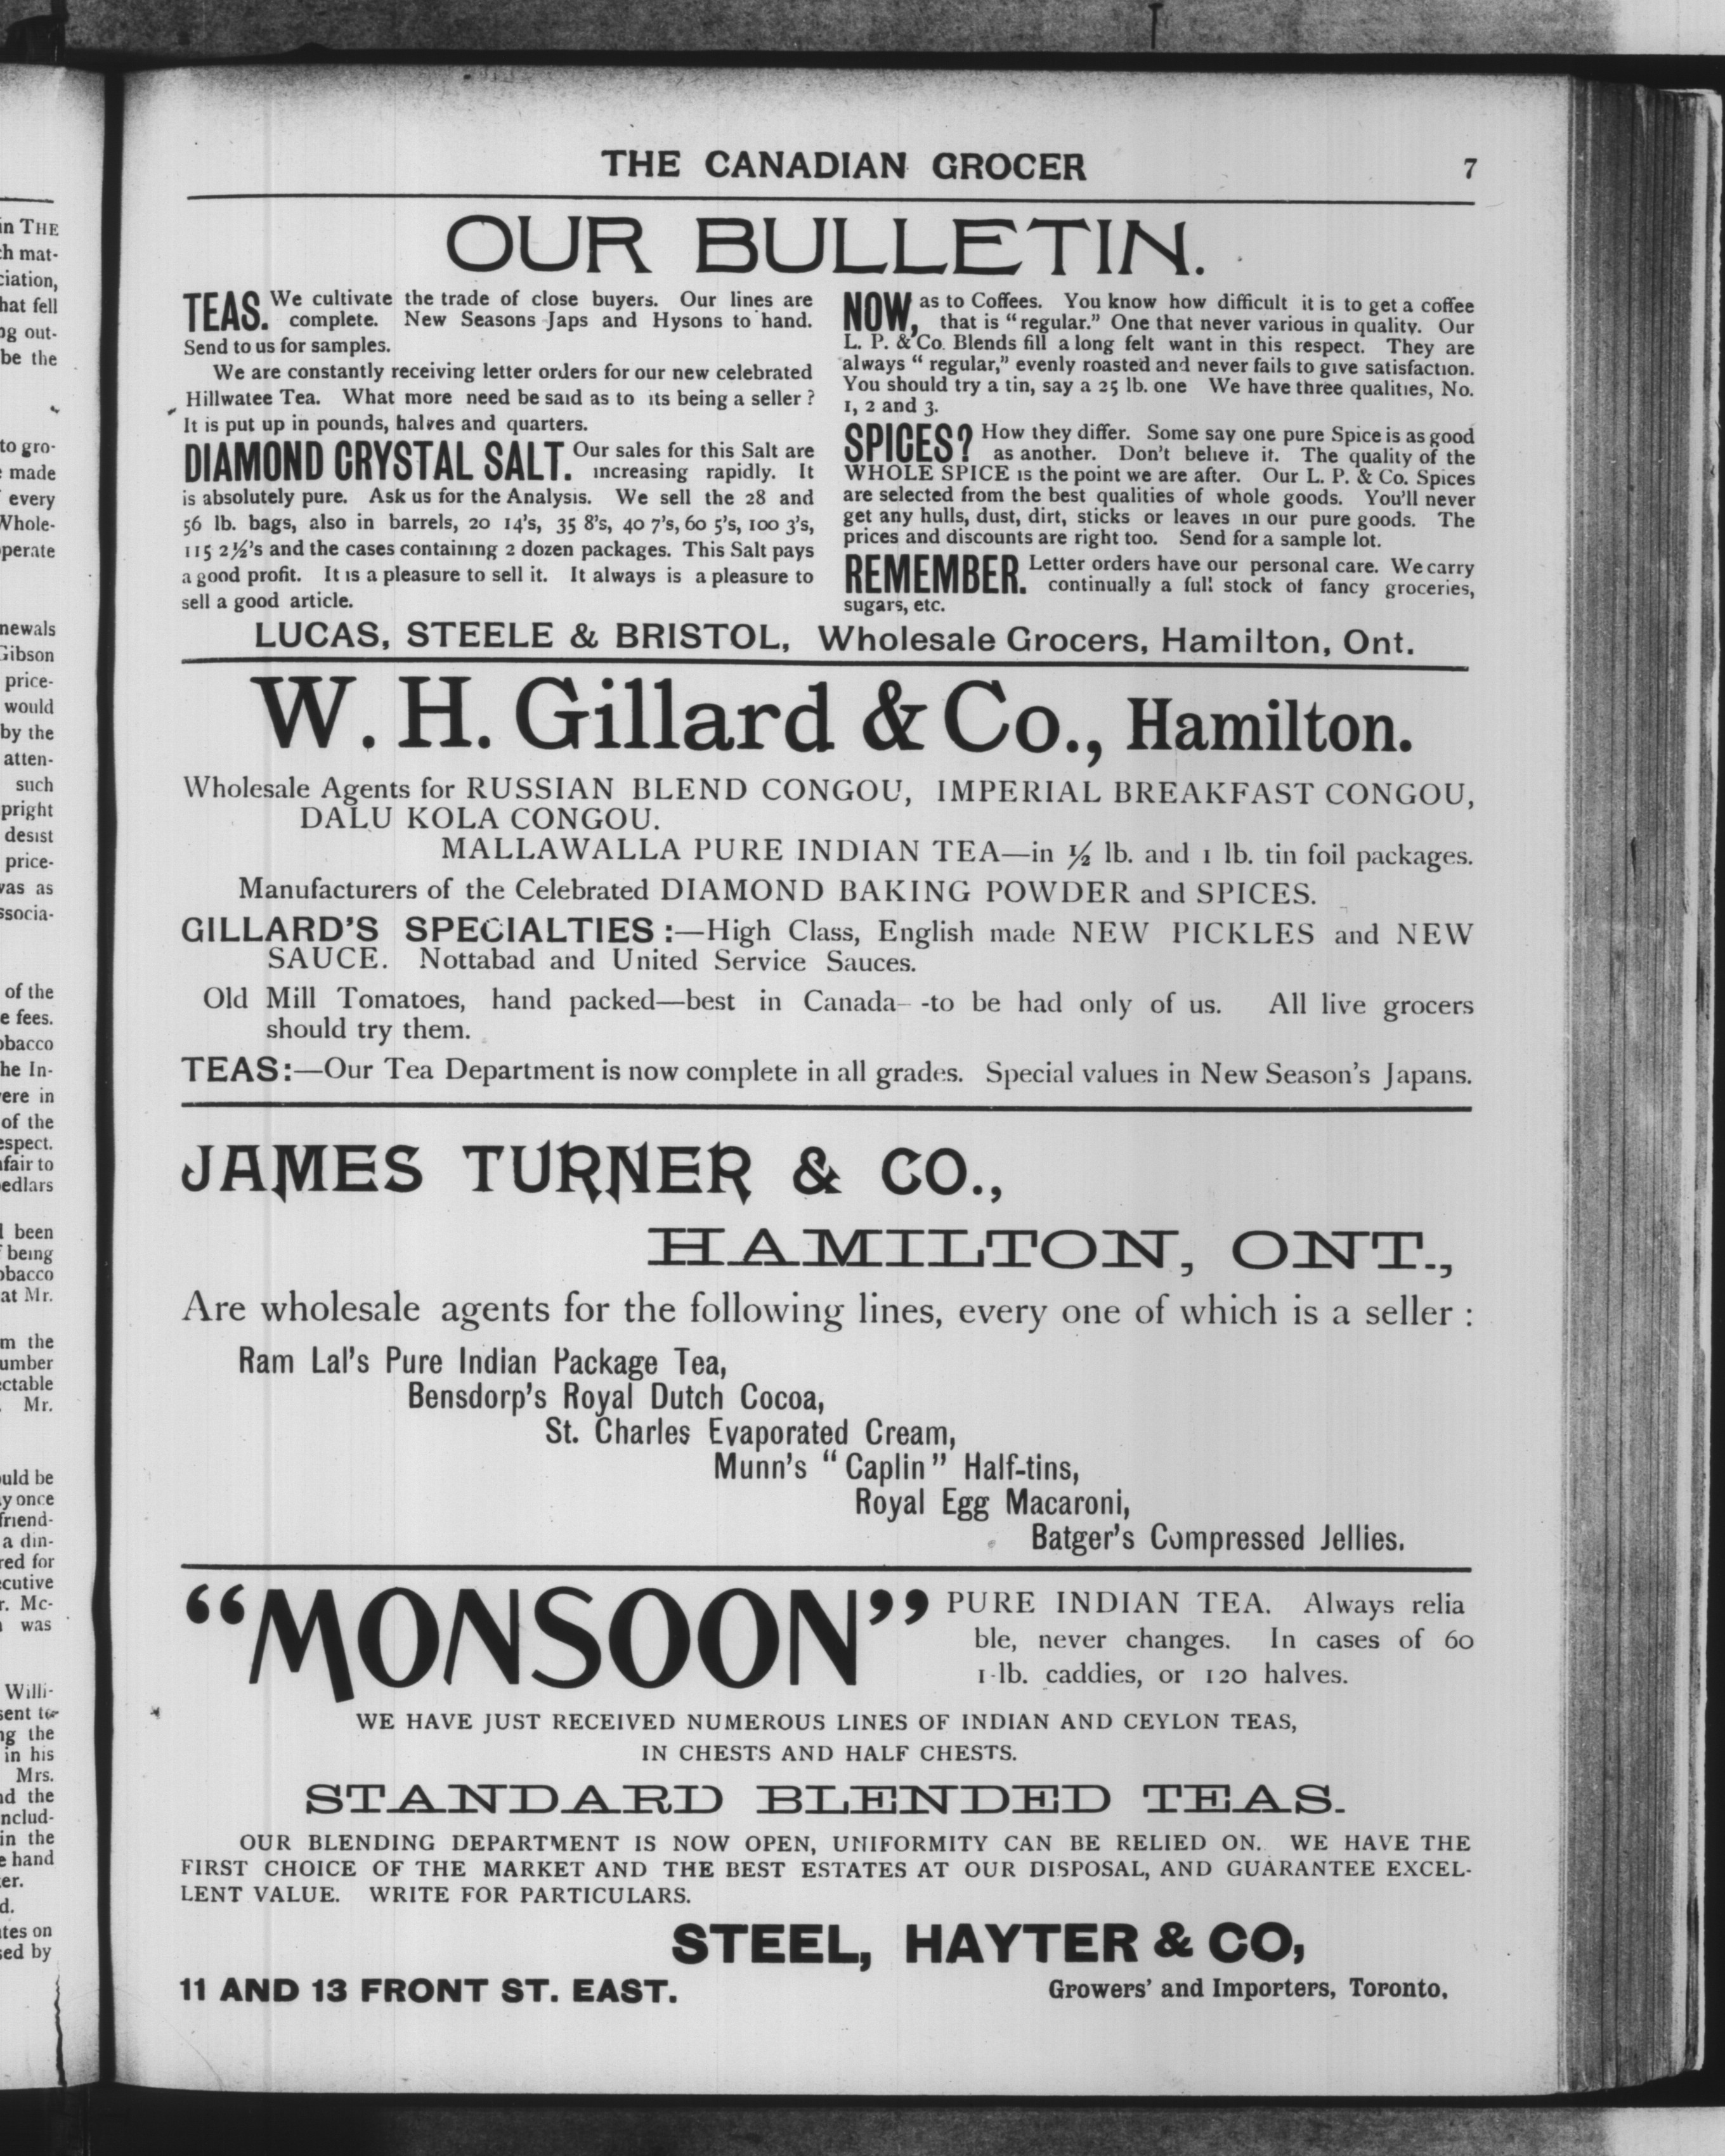 THE CANADIAN GROCER 7
OUR BULLETIN.
TEAS. We cultivate the trade of close buyers. Our lines are
complete. New Seasons Japs and Hysons to hand.
Send to us for samples.
We are constantly receiving letter orders for our new celebrated
Hillwatee Tea. What more need be said as to its being a seller ?
It is put up in pounds, halves and quarters.
DIAMOND CRYSTAL SALT. Our sales for this Salt are
increasing rapidly. It
is absolutely pure. Ask us for the Analysis. We sell the 28 and
56 lb. bags, also in barrels, 20 14's, 35 8's, 40 7's, 60 5's, 100 3's,
115 2½'s and the cases containing 2 dozen packages. This Salt pays
a good profit. It is a pleasure to sell it. It always is a pleasure to
sell a good article.
NOW, as to Coffees. You know how difficult it is to get a coffee
that is "regular." One that never various in quality. Our
L. P. & Co. Blends fill a long felt want in this respect. They are
always " regular," evenly roasted and never fails to give satisfaction.
You should try a tin, say a 25 lb. one We have three qualities, No.
1, 2 and 3.
SPICES? How they differ. Some say one pure Spice is as good
as another. Don't believe it. The quality of the
WHOLE SPICE is the point we are after. Our L. P. & Co. Spices
are selected from the best qualities of whole goods. You'll never
get any hulls, dust, dirt, sticks or leaves in our pure goods. The
prices and discounts are right too. Send for a sample lot.
REMEMBER. Letter orders have our personal care. We carry
continually a full stock of fancy groceries,
sugars, etc.
LUCAS, STEELE & BRISTOL, Wholesale Grocers, Hamilton, Ont.
W. H. Gillard & Co., Hamilton.
Wholesale Agents for RUSSIAN BLEND CONGOU, IMPERIAL BREAKFAST CONGOU,
DALU KOLA CONGOU.
MALLAWALLA PURE INDIAN TEA—in ½ lb. and 1 lb. tin foil packages.
Manufacturers of the Celebrated DIAMOND BAKING POWDER and SPICES.
GILLARD'S SPECIALTIES :—High Class, English made NEW PICKLES and NEW
SAUCE. Nottabad and United Service Sauces.
Old Mill Tomatoes, hand packed—best in Canada- -to be had only of us. All live grocers
should try them.
TEAS:—Our Tea Department is now complete in all grades. Special values in New Season's Japans.
JAMES TURNER & CO.,
HAMILTON, ONT.,
Are wholesale agents for the following lines, every one of which is a seller :
Ram Lal's Pure Indian Package Tea,
Bensdorp's Royal Dutch Cocoa,
St. Charles Evaporated Cream,
Munn's "Caplin" Half-tins,
Royal Egg Macaroni,
Batger's Compressed Jellies.
"MONSOON" PURE INDIAN TEA. Always relia
ble, never changes. In cases of 60
1-lb. caddies, or 120 halves.
WE HAVE JUST RECEIVED NUMEROUS LINES OF INDIAN AND CEYLON TEAS,
IN CHESTS AND HALF CHESTS.
STANDARD BLENDED TEAS.
OUR BLENDING DEPARTMENT IS NOW OPEN, UNIFORMITY CAN BE RELIED ON. WE HAVE THE
FIRST CHOICE OF THE MARKET AND THE BEST ESTATES AT OUR DISPOSAL, AND GUARANTEE EXCEL-
LENT VALUE. WRITE FOR PARTICULARS.
STEEL, HAYTER & CO,
11 AND 13 FRONT ST. EAST. Growers' and Importers, Toronto.